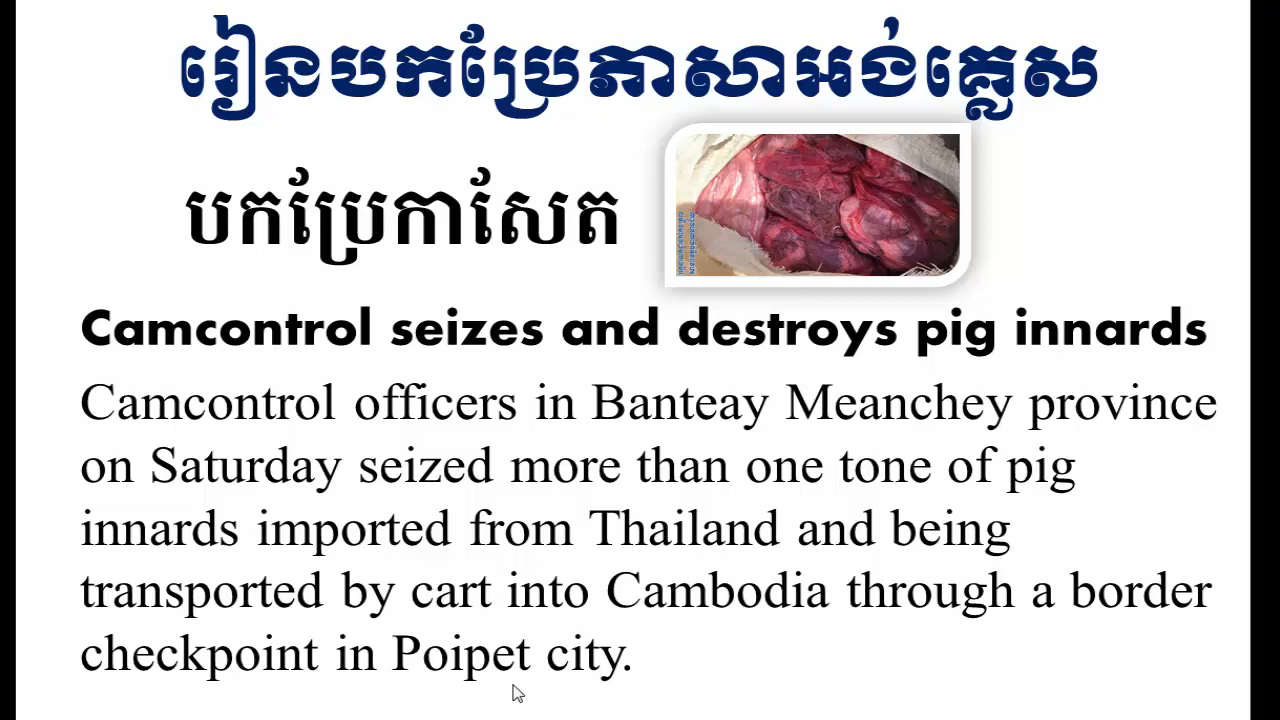 រៀនបកប្រែភាសាអង់គ្លេស
បកប្រែកាសែត
Camcontrol seizes and destroys pig innards
Camcontrol officers in Banteay Meanchey province
on Saturday seized more than one tone of pig
innards imported from Thailand and being
transported by cart into Cambodia through a border
checkpoint in Poipet city.